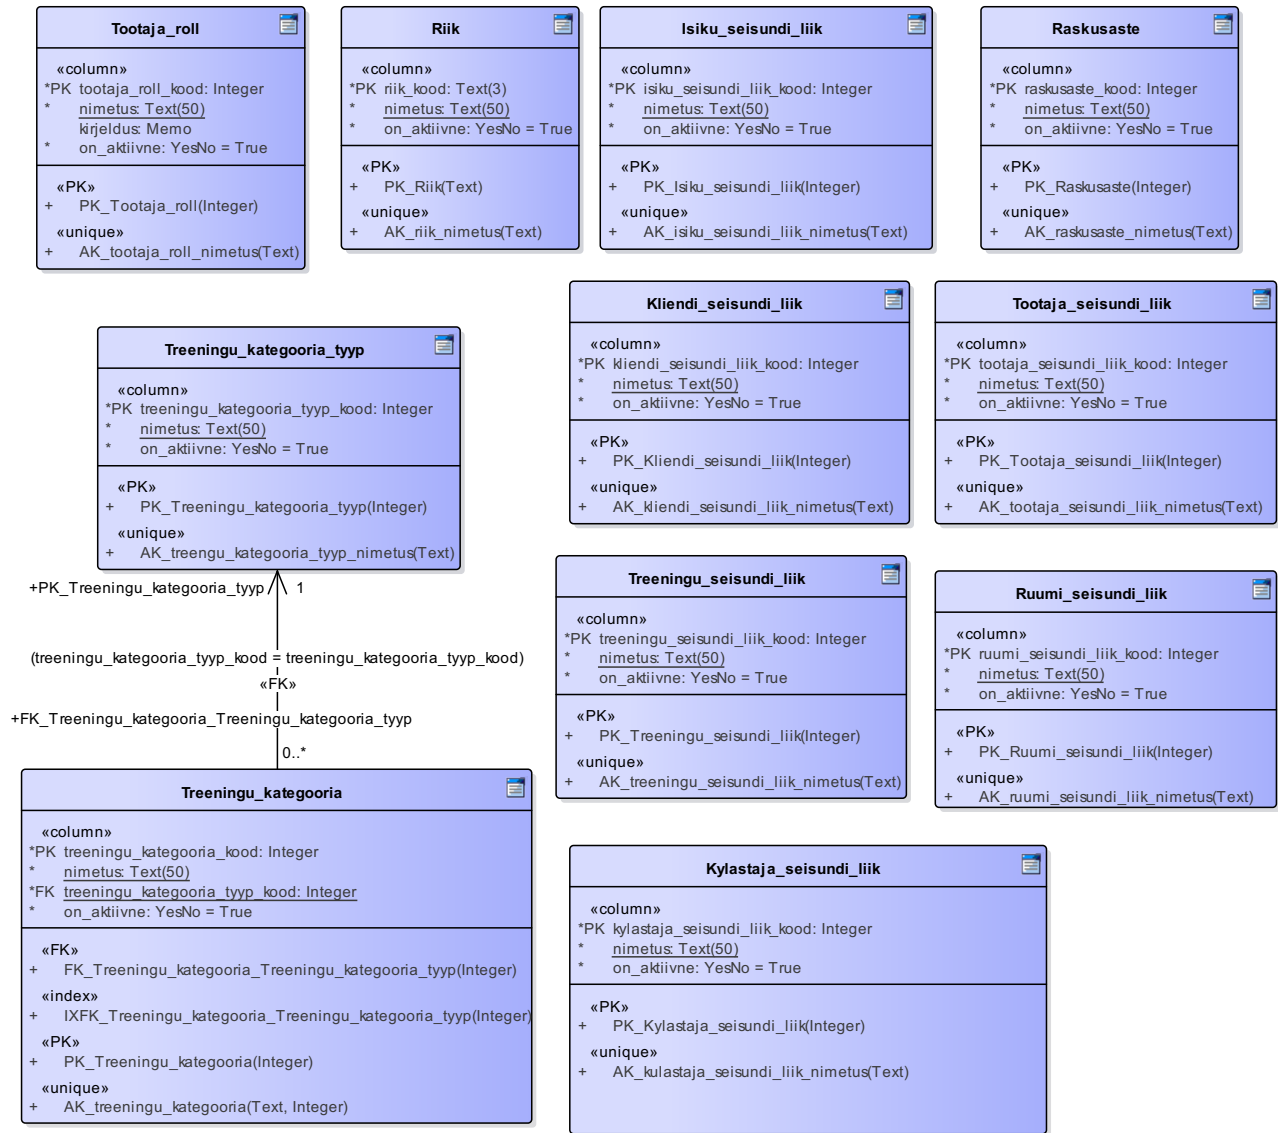 Tootaja_roll
«column»
*PK tootaja_roll_kood: Integer
* nimetus: Text(50)
kirjeldus: Memo
* on_aktiivne: YesNo = True
«PK»
+ PK_Tootaja_roll(Integer)
«unique»
+ AK_tootaja_roll_nimetus(Text)
Riik
«column»
*PK riik_kood: Text(3)
* nimetus: Text(50)
* on_aktiivne: YesNo = True
«PK»
+ PK_Riik(Text)
«unique»
+ AK_riik_nimetus(Text)
Isiku_seisundi_liik
«column»
*PK isiku_seisundi_liik_kood: Integer
* nimetus: Text(50)
* on_aktiivne: YesNo = True
«PK»
+ PK_Isiku_seisundi_liik(Integer)
«unique»
+ AK_isiku_seisundi_liik_nimetus(Text)
Raskusaste
«column»
*PK raskusaste_kood: Integer
* nimetus: Text(50)
* on_aktiivne: YesNo = True
«PK»
+ PK_Raskusaste(Integer)
«unique»
+ AK_raskusaste_nimetus(Text)
Treeningu_kategooria_tyyp
«column»
*PK treeningu_kategooria_tyyp_kood: Integer
* nimetus: Text(50)
* on_aktiivne: YesNo = True
«PK»
+ PK_Treeningu_kategooria_tyyp(Integer)
«unique»
+ AK_treengu_kategooria_tyyp_nimetus(Text)
Kliendi_seisundi_liik
«column»
*PK kliendi_seisundi_liik_kood: Integer
* nimetus: Text(50)
* on_aktiivne: YesNo = True
«PK»
+ PK_Kliendi_seisundi_liik(Integer)
«unique»
+ AK_kliendi_seisundi_liik_nimetus(Text)
Tootaja_seisundi_liik
«column»
*PK tootaja_seisundi_liik_kood: Integer
* nimetus: Text(50)
* on_aktiivne: YesNo = True
«PK»
+ PK_Tootaja_seisundi_liik(Integer)
«unique»
+ AK_tootaja_seisundi_liik_nimetus(Text)
+PK_Treeningu_kategooria_tyyp 1
(treeningu_kategooria_tyyp_kood = treeningu_kategooria_tyyp_kood)
«FK»
+FK_Treeningu_kategooria_Treeningu_kategooria_tyyp
0..*
Treeningu_seisundi_liik
«column»
*PK treeningu_seisundi_liik_kood: Integer
* nimetus: Text(50)
* on_aktiivne: YesNo = True
«PK»
+ PK_Treeningu_seisundi_liik(Integer)
«unique»
+ AK_treeningu_seisundi_liik_nimetus(Text)
Ruumi_seisundi_liik
«column»
*PK ruumi_seisundi_liik_kood: Integer
* nimetus: Text(50)
* on_aktiivne: YesNo = True
«PK»
+ PK_Ruumi_seisundi_liik(Integer)
«unique»
+ AK_ruumi_seisundi_liik_nimetus(Text)
Treeningu_kategooria
«column»
*PK treeningu_kategooria_kood: Integer
* nimetus: Text(50)
*FK treeningu_kategooria_tyyp_kood: Integer
* on_aktiivne: YesNo = True
«FK»
+ FK_Treeningu_kategooria_Treeningu_kategooria_tyyp(Integer)
«index»
+ IXFK_Treeningu_kategooria_Treeningu_kategooria_tyyp(Integer)
«PK»
+ PK_Treeningu_kategooria(Integer)
«unique»
+ AK_treeningu_kategooria(Text, Integer)
Kylastaja_seisundi_liik
«column»
*PK kylastaja_seisundi_liik_kood: Integer
* nimetus: Text(50)
* on_aktiivne: YesNo = True
«PK»
+ PK_Kylastaja_seisundi_liik(Integer)
«unique»
+ AK_kulastaja_seisundi_liik_nimetus(Text)